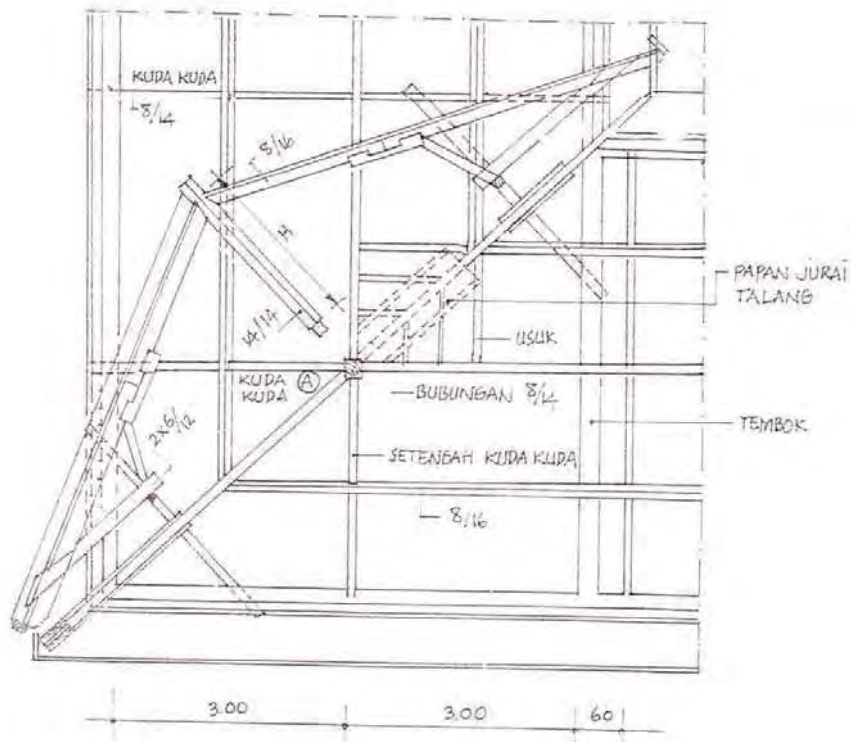 KUDA KUDA
8/14
8/16
H
14/14
PAPAN JURAI
TALANG
USUK
KUDA
KUDA
A
BUBUNGAN 8/14
2x6/12
TEMBOK
SETENGAH KUDA KUDA
8/16
3.00
3.00
60